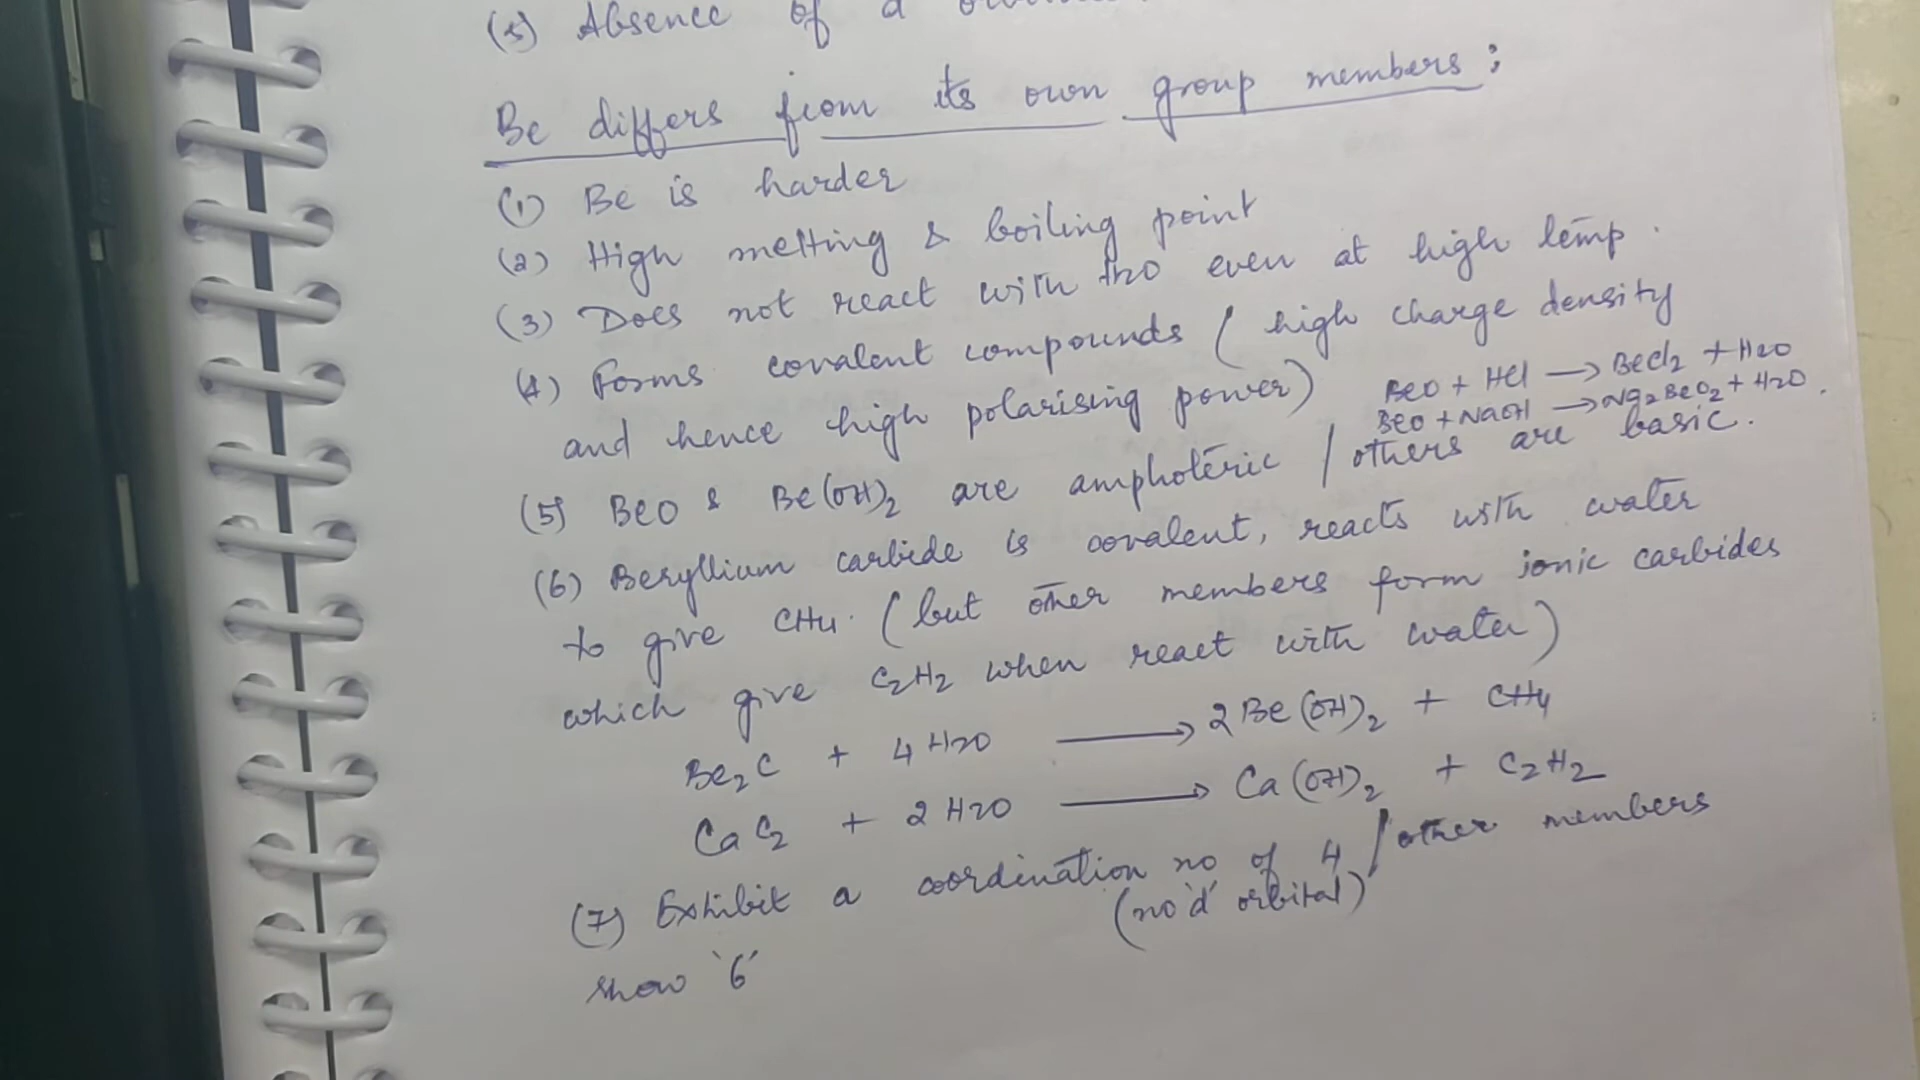 (5) Absence of d
Be differs from its own group members :
(1) Be is harder
(2) High melting & boiling point
(3) Does not react with H2O even at high temp.
(4) Forms covalent compounds ( high charge density
and hence high polarising power)
BeO + HCl → BeCl2 + H2O
BeO + NaOH → Na2BeO2 + H2O.
(5) BeO & Be(OH)2 are amphoteric / others are basic.
(6) Beryllium carbide is covalent, reacts with water
to give CH4. (but other members form ionic carbides
which give C2H2 when react with water)
Be2C + 4H2O → 2Be(OH)2 + CH4
CaC2 + 2H2O → Ca(OH)2 + C2H2
(7) Exhibit a coordination no of 4 / other members
(no 'd' orbital)
show '6'